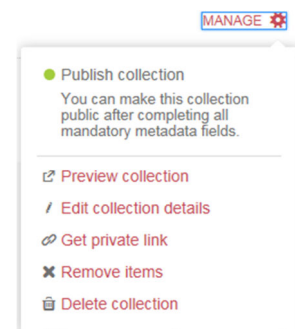 MANAGE
Publish collection
You can make this collection
public after completing all
mandatory metadata fields.
Preview collection
Edit collection details
Get private link
Remove items
Delete collection